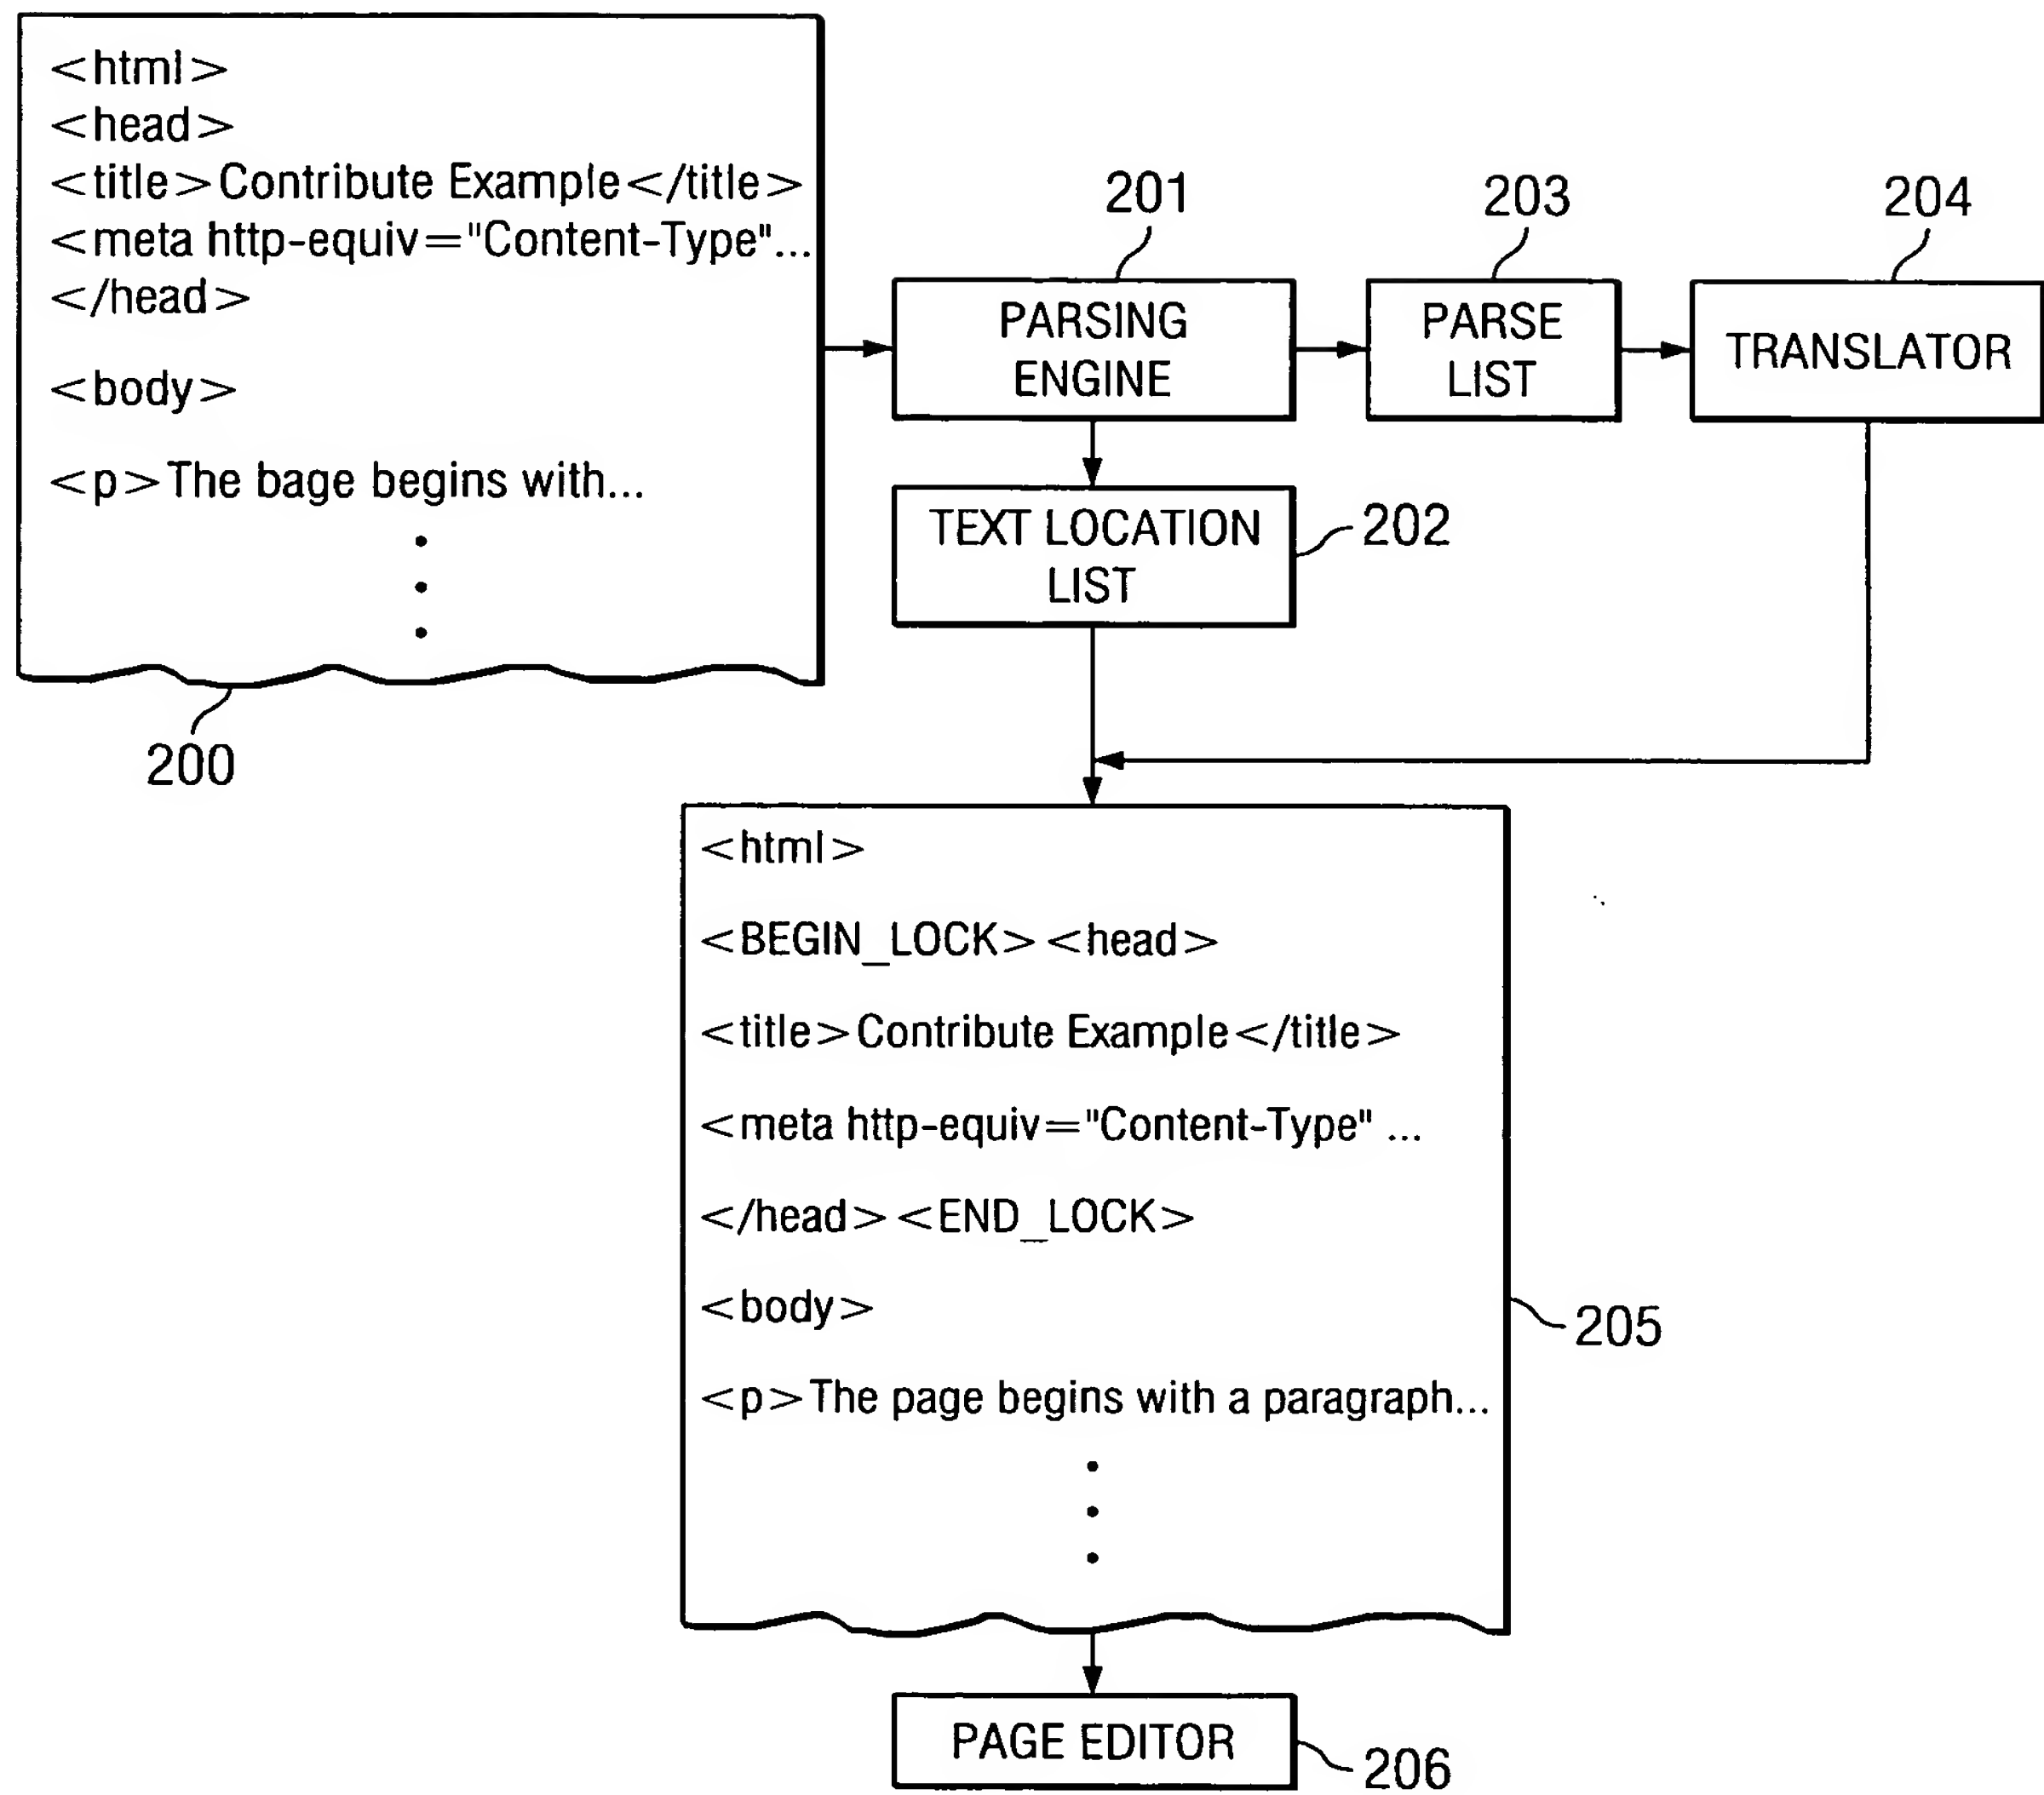 <html>
<head>
<title>Contribute Example</title>
<meta http-equiv="Content-Type"...
</head>
<body>
<p>The bage begins with...
200
201
PARSING
ENGINE
203
PARSE
LIST
204
TRANSLATOR
TEXT LOCATION
LIST
202
<html>
<BEGIN_LOCK><head>
<title>Contribute Example</title>
<meta http-equiv="Content-Type" ...
</head><END_LOCK>
<body>
<p>The page begins with a paragraph...
205
PAGE EDITOR
206